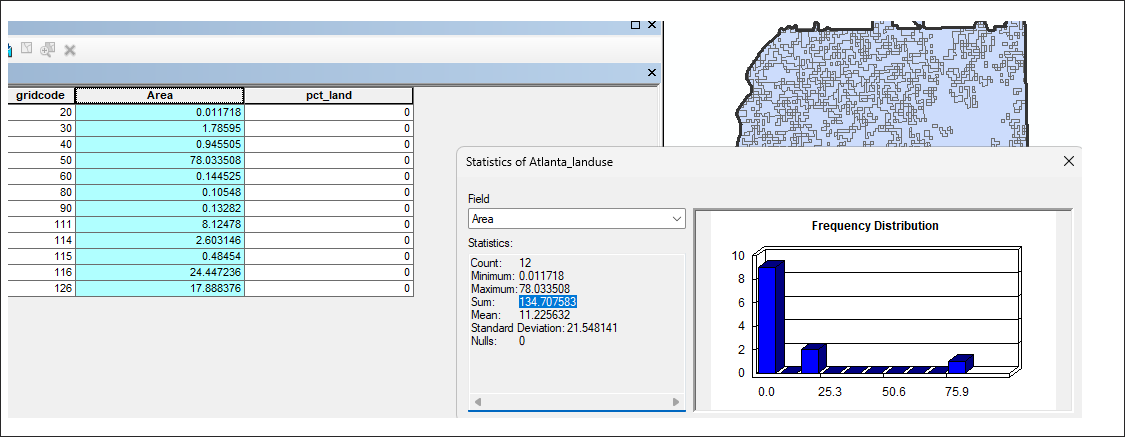 gridcode Area pct_land
20 0.011718 0
30 1.78595 0
40 0.945505 0
50 78.033508 0
60 0.144525 0
80 0.10548 0
90 0.13282 0
111 8.12478 0
114 2.603146 0
115 0.48454 0
116 24.447236 0
126 17.888376 0
Statistics of Atlanta_landuse
Field
Area
Statistics:
Count: 12
Minimum: 0.011718
Maximum: 78.033508
Sum: 134.707583
Mean: 11.225632
Standard Deviation: 21.548141
Nulls: 0
Frequency Distribution
10
8
6
4
2
0
0.0 25.3 50.6 75.9